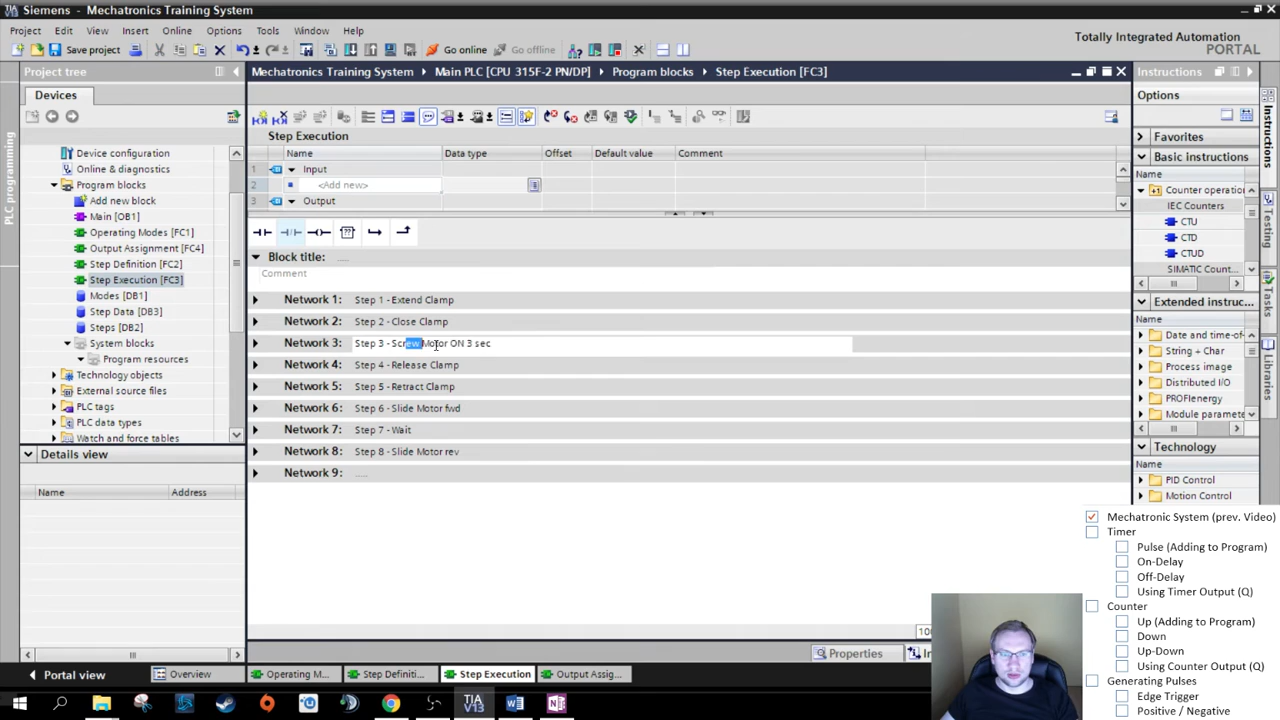 Siemens - Mechatronics Training System
Project Edit View Insert Online Options Tools Window Help
Totally Integrated Automation
PORTAL
Save project Go online Go offline
Project tree
Mechatronics Training System Main PLC [CPU 315F-2 PN/DP] Program blocks Step Execution [FC3]
Instructions
Devices
Options
PLC programming
Device configuration
Online & diagnostics
Program blocks
Add new block
Main [OB1]
Operating Modes [FC1]
Output Assignment [FC4]
Step Definition [FC2]
Step Execution [FC3]
Modes [DB1]
Step Data [DB3]
Steps [DB2]
System blocks
Program resources
Technology objects
External source files
PLC tags
PLC data types
Watch and force tables
Details view
Name Address
Step Execution
Name Data type Offset Default value Comment
1 Input
2 <Add new>
3 Output
Block title: .....
Comment
Network 1: Step 1 - Extend Clamp
Network 2: Step 2 - Close Clamp
Network 3: Step 3 - Screw Motor ON 3 sec
Network 4: Step 4 - Release Clamp
Network 5: Step 5 - Retract Clamp
Network 6: Step 6 - Slide Motor fwd
Network 7: Step 7 - Wait
Network 8: Step 8 - Slide Motor rev
Network 9: .....
Favorites
Basic instructions
Name
Counter operatio
IEC Counters
CTU
CTD
CTUD
SIMATIC Count...
Extended instruc...
Name
Date and time-of-
String + Char
Process image
Distributed I/O
PROFIenergy
Module paramete
Technology
Name
PID Control
Motion Control
Instructions
Testing
Tasks
Libraries
Mechatronic System (prev. Video)
Timer
Pulse (Adding to Program)
On-Delay
Off-Delay
Using Timer Output (Q)
Counter
Up (Adding to Program)
Down
Up-Down
Using Counter Output (Q)
Generating Pulses
Edge Trigger
Positive / Negative
Properties
Portal view Overview Operating M... Step Definiti... Step Execution Output Assig...